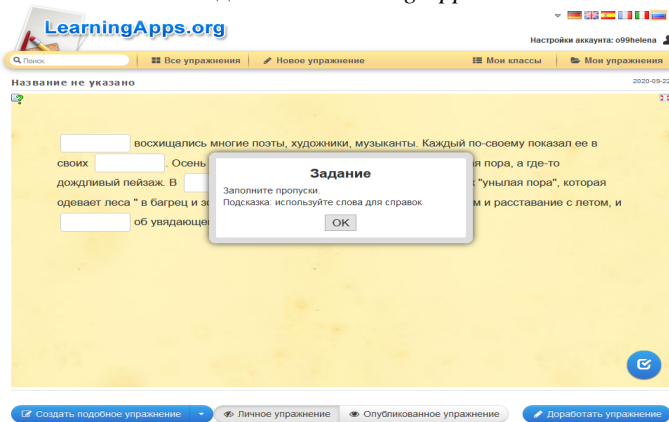 LearningApps.org
Настройки аккаунта: o99helena
Поиск
Все упражнения
Новое упражнение
Мои классы
Мои упражнения
Название не указано
2020-09-22
восхищались многие поэты, художники, музыканты. Каждый по-своему показал ее в
своих . Осень я пора, а где-то
дождливый пейзаж. В "унылая пора", которая
одевает леса " в багрец и з м и расставание с летом, и
об увядающе
Задание
Заполните пропуски.
Подсказка: используйте слова для справок
OK
Создать подобное упражнение
Личное упражнение
Опубликованное упражнение
Доработать упражнение